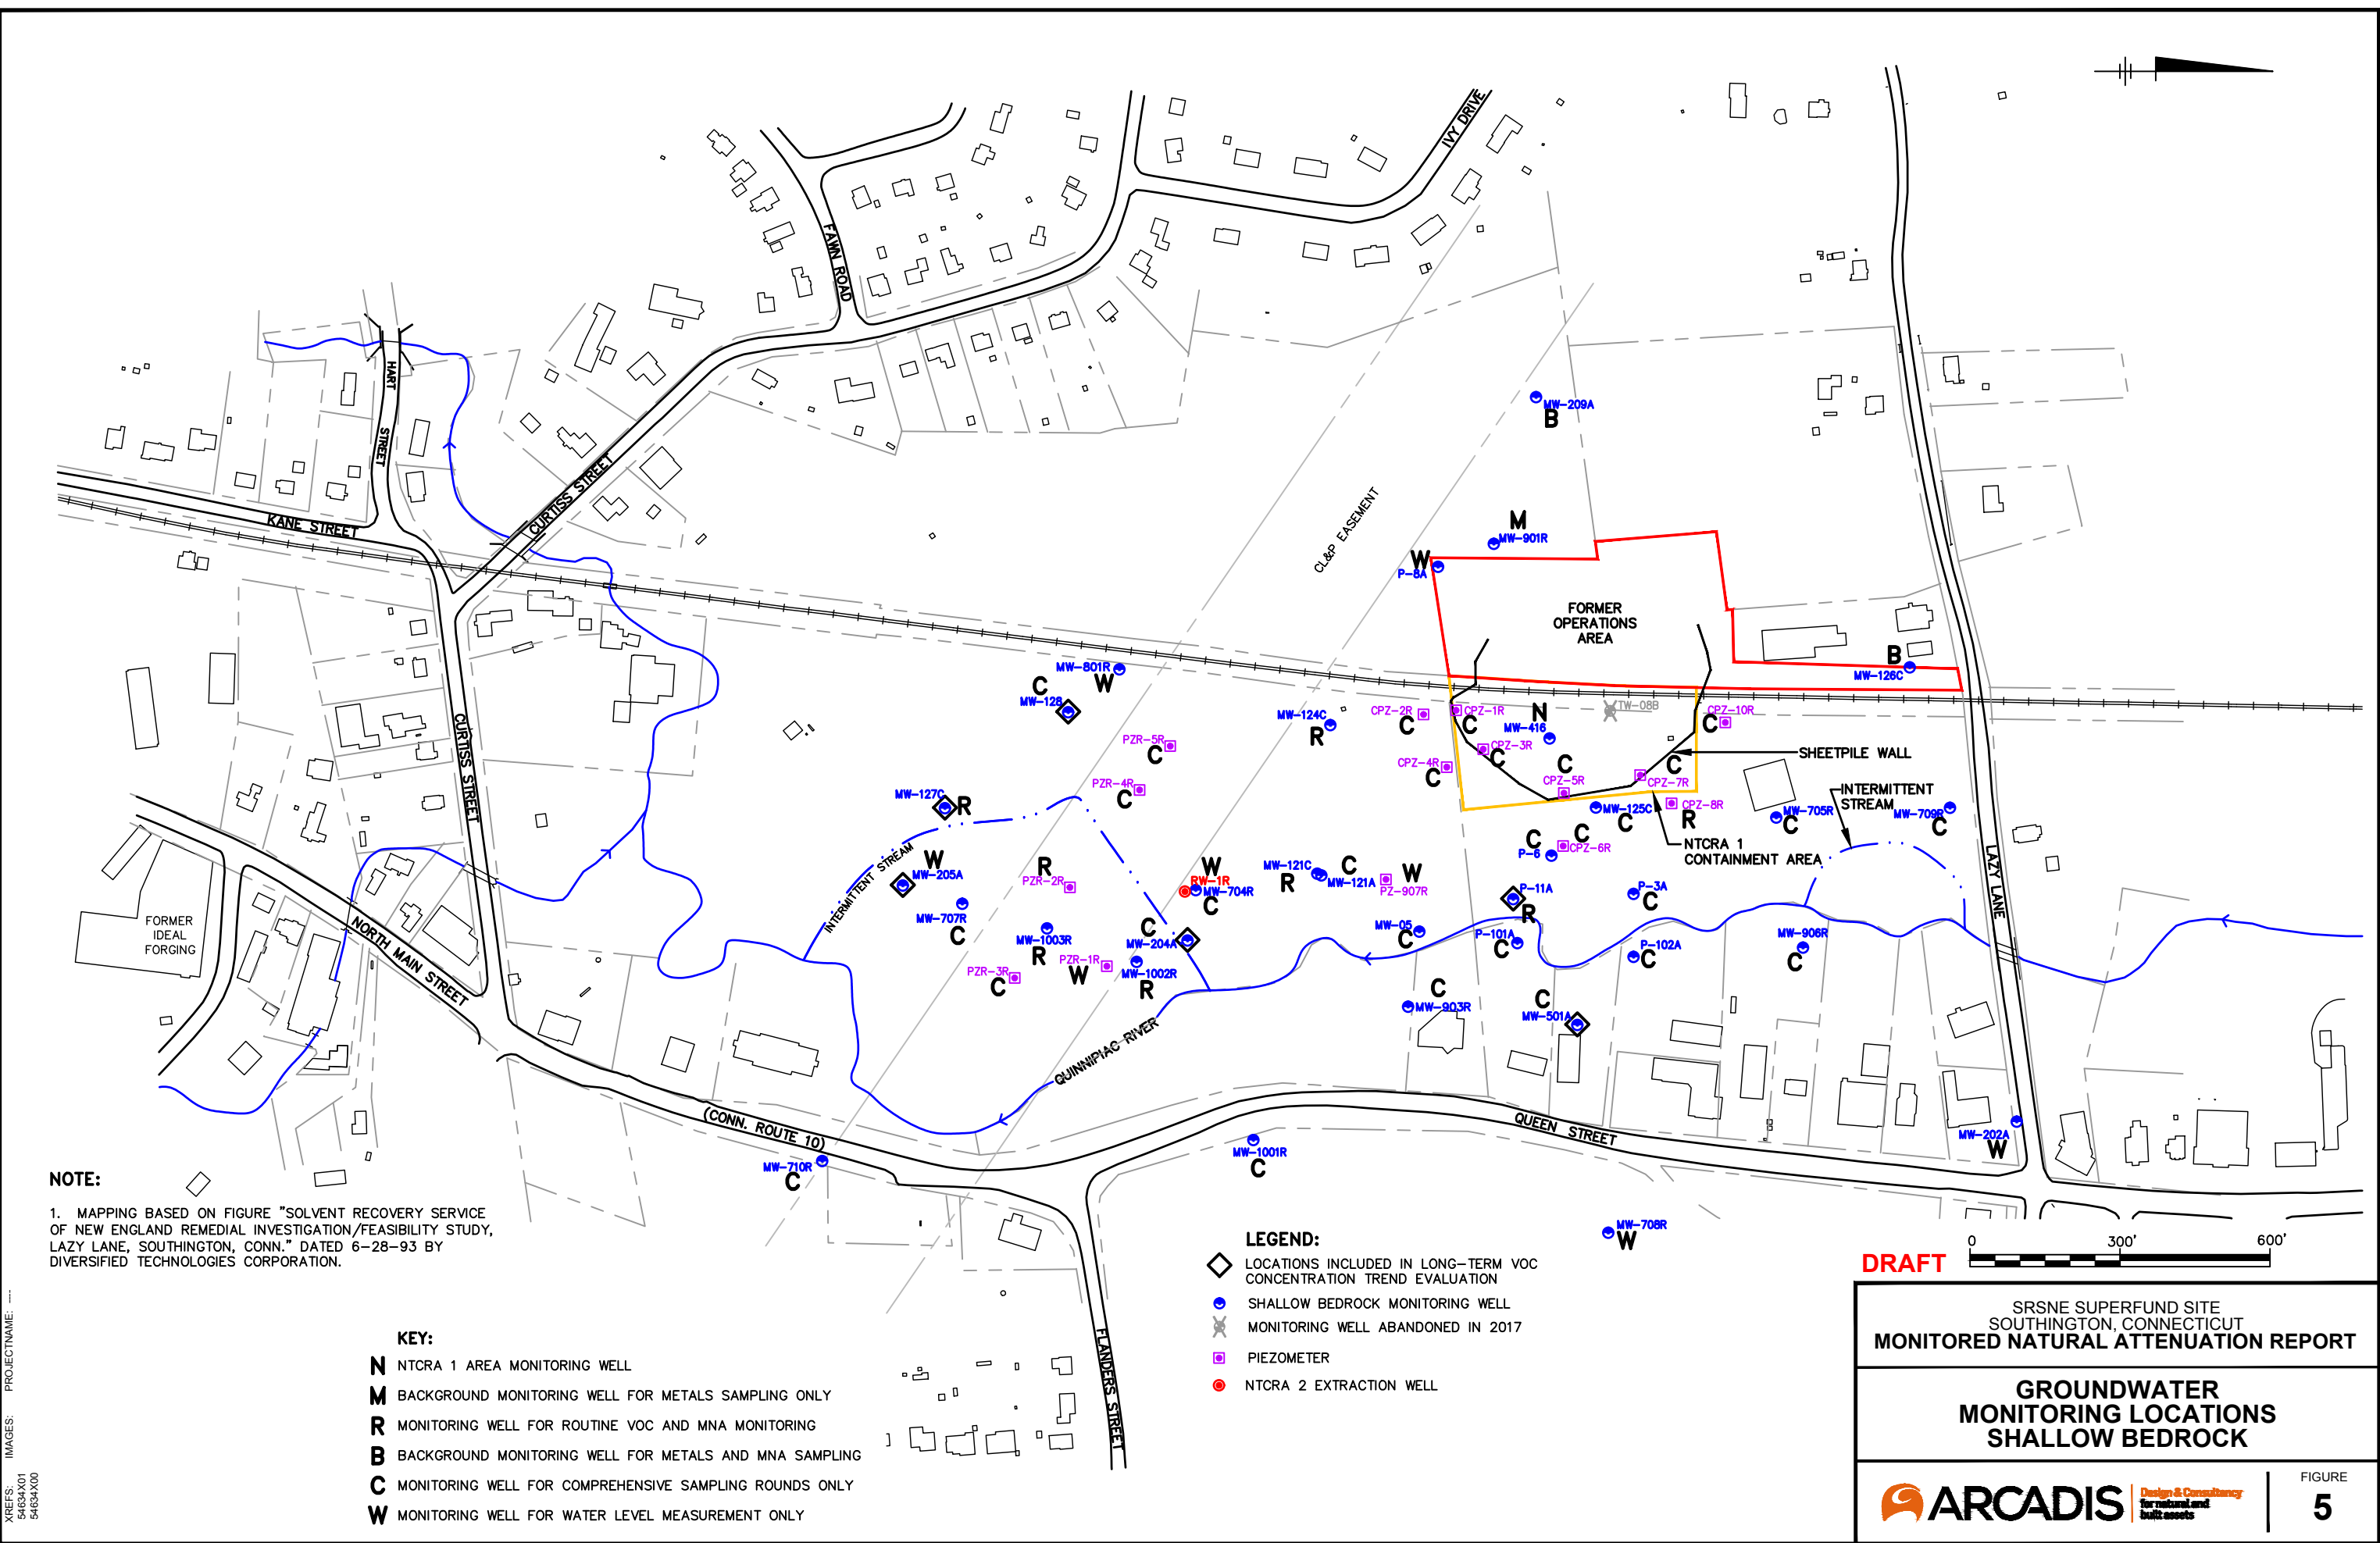 IVY DRIVE
FAWN ROAD
HART
STREET
KANE STREET
CURTISS STREET
CURTISS STREET
CL&P EASEMENT
MW-209A
B
M
MW-901R
W
P-8A
FORMER
OPERATIONS
AREA
B
MW-126C
MW-801R
W
C
MW-128
MW-124C
R
CPZ-2R
C
CPZ-1R
C
N
MW-416
TW-08B
CPZ-10R
C
SHEETPILE WALL
PZR-5R
C
CPZ-3R
C
CPZ-4R
C
C
CPZ-5R
C
CPZ-7R
PZR-4R
C
MW-127C
R
MW-125C
C
CPZ-8R
R
MW-705R
C
INTERMITTENT
STREAM
MW-709R
C
NTCRA 1
CONTAINMENT AREA
C
P-6
C
CPZ-6R
INTERMITTENT STREAM
W
MW-205A
R
PZR-2R
W
RW-1R
MW-704R
C
MW-121C
R
C
MW-121A
W
PZ-907R
P-11A
R
P-3A
C
LAZY LANE
MW-707R
C
MW-1003R
R
C
MW-204A
MW-05
C
P-101A
C
P-102A
C
MW-906R
C
PZR-3R
C
PZR-1R
W
MW-1002R
R
C
MW-903R
C
MW-501A
FORMER
IDEAL
FORGING
NORTH MAIN STREET
QUINNIPIAC RIVER
(CONN. ROUTE 10)
QUEEN STREET
MW-710R
C
MW-1001R
C
MW-202A
W
MW-708R
W
FLANDERS STREET
NOTE:
1. MAPPING BASED ON FIGURE "SOLVENT RECOVERY SERVICE
OF NEW ENGLAND REMEDIAL INVESTIGATION/FEASIBILITY STUDY,
LAZY LANE, SOUTHINGTON, CONN." DATED 6-28-93 BY
DIVERSIFIED TECHNOLOGIES CORPORATION.
KEY:
N NTCRA 1 AREA MONITORING WELL
M BACKGROUND MONITORING WELL FOR METALS SAMPLING ONLY
R MONITORING WELL FOR ROUTINE VOC AND MNA MONITORING
B BACKGROUND MONITORING WELL FOR METALS AND MNA SAMPLING
C MONITORING WELL FOR COMPREHENSIVE SAMPLING ROUNDS ONLY
W MONITORING WELL FOR WATER LEVEL MEASUREMENT ONLY
LEGEND:
LOCATIONS INCLUDED IN LONG-TERM VOC
CONCENTRATION TREND EVALUATION
SHALLOW BEDROCK MONITORING WELL
MONITORING WELL ABANDONED IN 2017
PIEZOMETER
NTCRA 2 EXTRACTION WELL
DRAFT
0 300' 600'
SRSNE SUPERFUND SITE
SOUTHINGTON, CONNECTICUT
MONITORED NATURAL ATTENUATION REPORT
GROUNDWATER
MONITORING LOCATIONS
SHALLOW BEDROCK
ARCADIS
Design & Consultancy
for natural and
built assets
FIGURE
5
XREFS: IMAGES: PROJECTNAME: ----
54634X01
54634X00